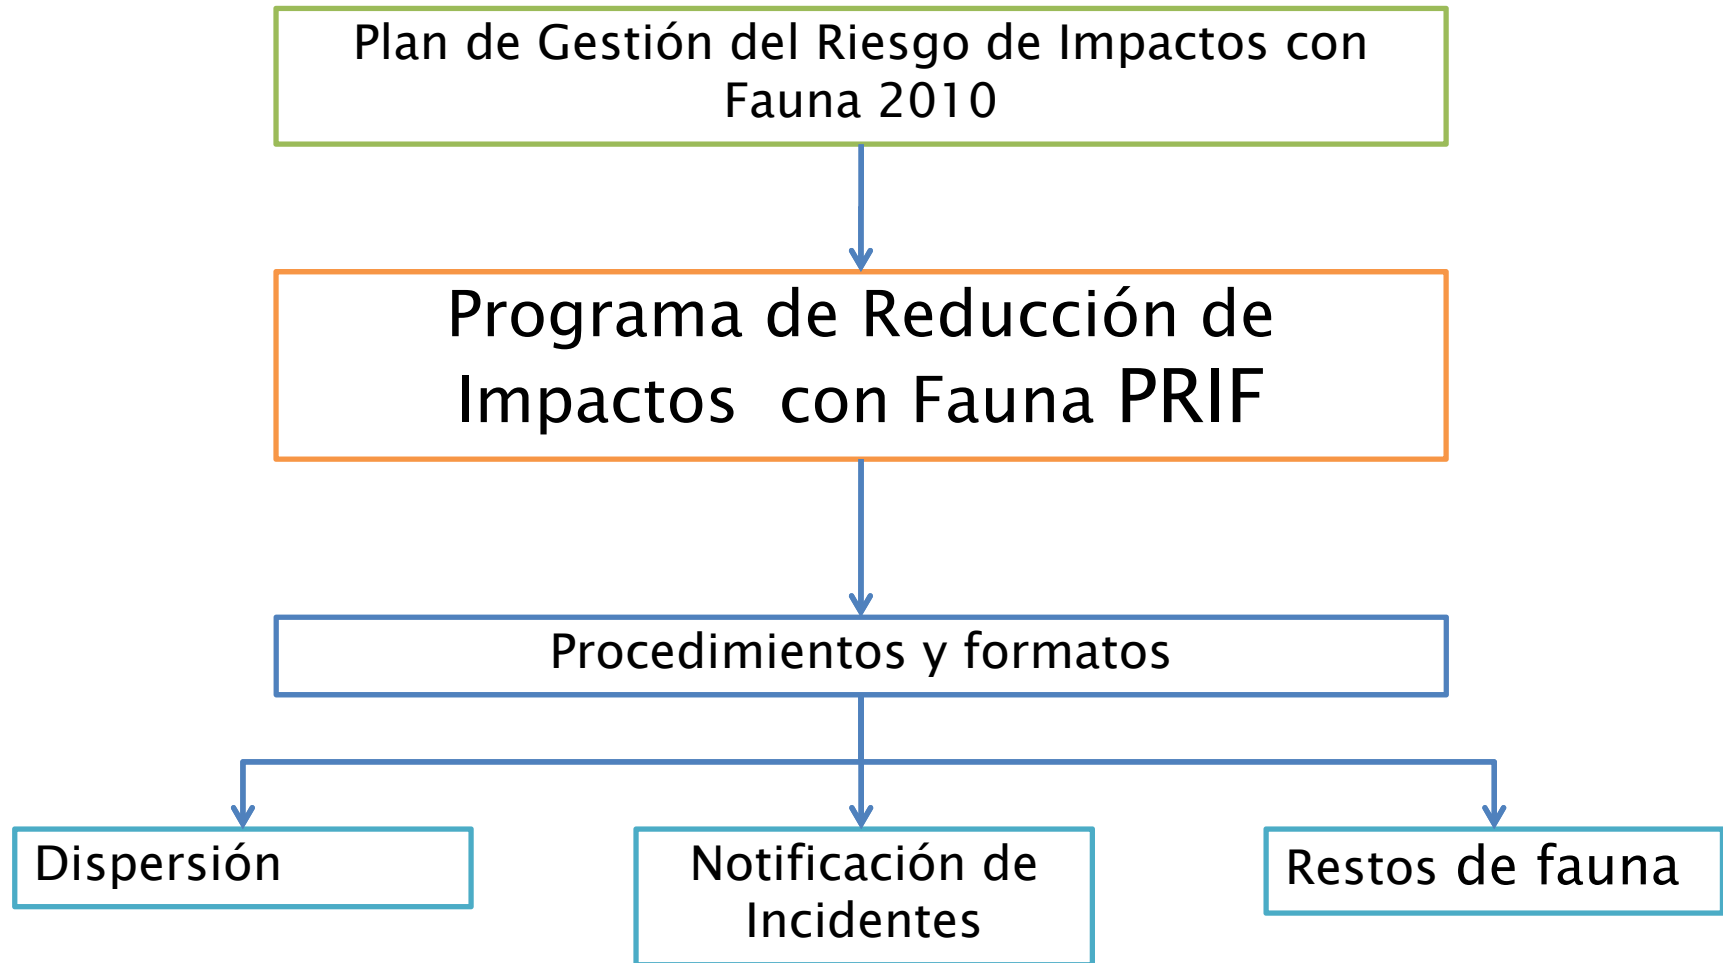 Plan de Gestión del Riesgo de Impactos con
Fauna 2010
Programa de Reducción de
Impactos  con Fauna PRIF
Procedimientos y formatos
Dispersión
Notificación de
Incidentes
Restos de fauna